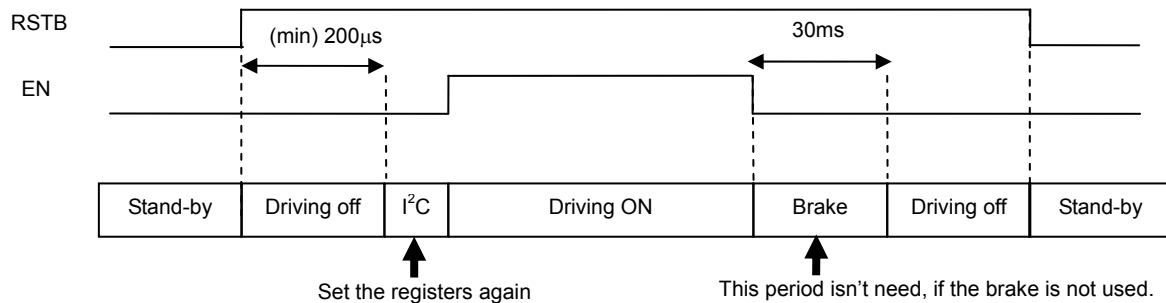 RSTB
(min) 200μs
30ms
EN
Stand-by
Driving off
I²C
Driving ON
Brake
Driving off
Stand-by
Set the registers again
This period isn't need, if the brake is not used.